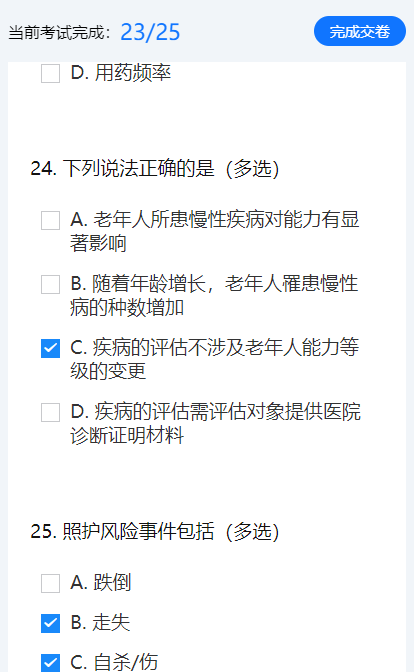 当前考试完成：23/25
完成交卷
D. 用药频率
24. 下列说法正确的是（多选）
A. 老年人所患慢性疾病对能力有显
著影响
B. 随着年龄增长，老年人罹患慢性
病的种数增加
C. 疾病的评估不涉及老年人能力等
级的变更
D. 疾病的评估需评估对象提供医院
诊断证明材料
25. 照护风险事件包括（多选）
A. 跌倒
B. 走失
C. 自杀/伤